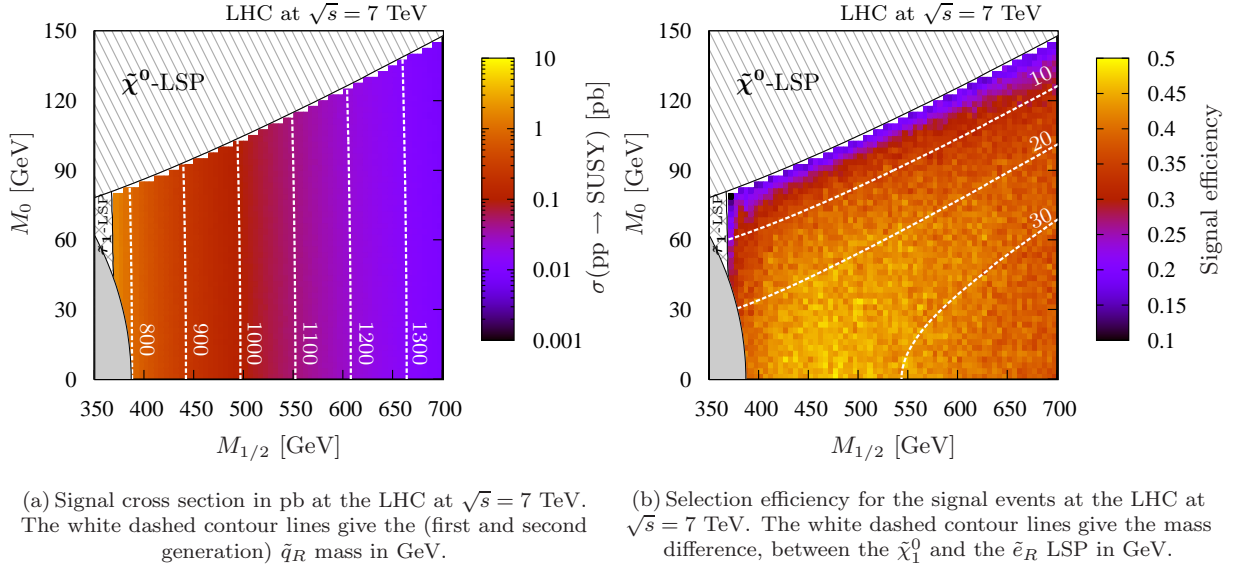 LHC at √s = 7 TeV
150
120
90
60
30
0
M₀ [GeV]
χ̃⁰-LSP
τ̃₁-LSP
800
900
1000
1100
1200
1300
350 400 450 500 550 600 650 700
M₁/₂ [GeV]
10
1
0.1
0.01
0.001
σ(pp → SUSY) [pb]
(a) Signal cross section in pb at the LHC at √s = 7 TeV.
The white dashed contour lines give the (first and second
generation) q̃_R mass in GeV.
LHC at √s = 7 TeV
150
120
90
60
30
0
M₀ [GeV]
χ̃⁰-LSP
τ̃₁-LSP
10
20
30
350 400 450 500 550 600 650 700
M₁/₂ [GeV]
0.5
0.45
0.4
0.35
0.3
0.25
0.2
0.15
0.1
Signal efficiency
(b) Selection efficiency for the signal events at the LHC at
√s = 7 TeV. The white dashed contour lines give the mass
difference, between the χ̃₁⁰ and the ẽ_R LSP in GeV.